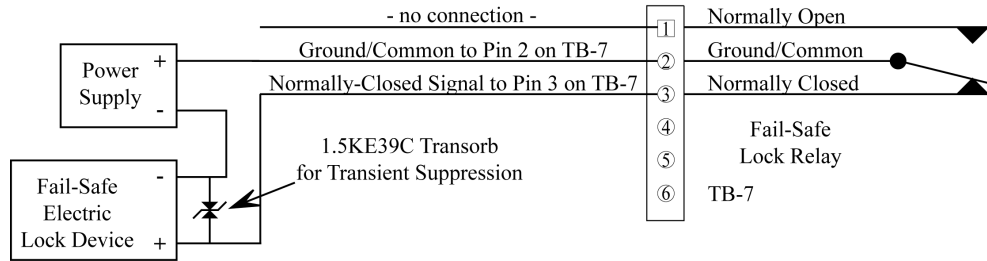 - no connection -
1
Normally Open
Power
Supply
+
-
Ground/Common to Pin 2 on TB-7
2
Ground/Common
Normally-Closed Signal to Pin 3 on TB-7
3
Normally Closed
4
5
6
Fail-Safe
Lock Relay
TB-7
1.5KE39C Transorb
for Transient Suppression
Fail-Safe
Electric
Lock Device
-
+